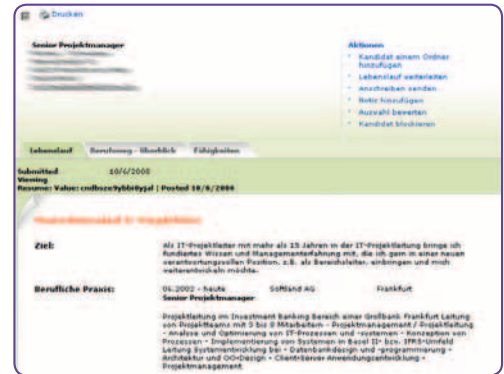 Drucken
Senior Projektmanager
Aktionen
Kandidat einem Ordner
hinzufügen
Lebenslauf weiterleiten
Anschreiben senden
Notiz hinzufügen
Auswahl bewerten
Kandidat blockieren
Lebenslauf Berufsweg - Überblick Fähigkeiten
Submitted 10/6/2008
Viewing
Resume: Value: | Posted 10/6/2006
Ziel: Als IT-Projektleiter mit mehr als 15 Jahren in der IT-Projektleitung bringe ich
fundiertes Wissen und Managementerfahrung mit, die ich gern in einer neuen
verantwortungsvollen Position, z.B. als Bereichsleiter, einbringen und mich
weiterentwickeln möchte.
Berufliche Praxis: 06.2002 - heute Softland AG Frankfurt
Senior Projektmanager
Projektleitung im Investment Banking Bereich einer Großbank Frankfurt Leitung
von Projektteams mit 3 bis 8 Mitarbeitern - Projektmanagement / Projektleitung
- Analyse und Optimierung von IT-Prozessen und -systemen - Konzeption von
Prozessen - Implementierung von Systemen in Basel II- bzw. IFRS-Umfeld
Leitung Systementwicklung bei - Datenbankdesign und -programmierung -
Architektur und OO-Design - Client-Server Anwendungsentwicklung -
Projektmanagement